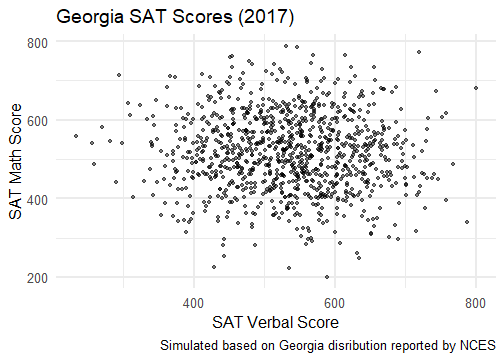 Georgia SAT Scores (2017)
800
600
400
200
SAT Math Score
400
600
800
SAT Verbal Score
Simulated based on Georgia disribution reported by NCES